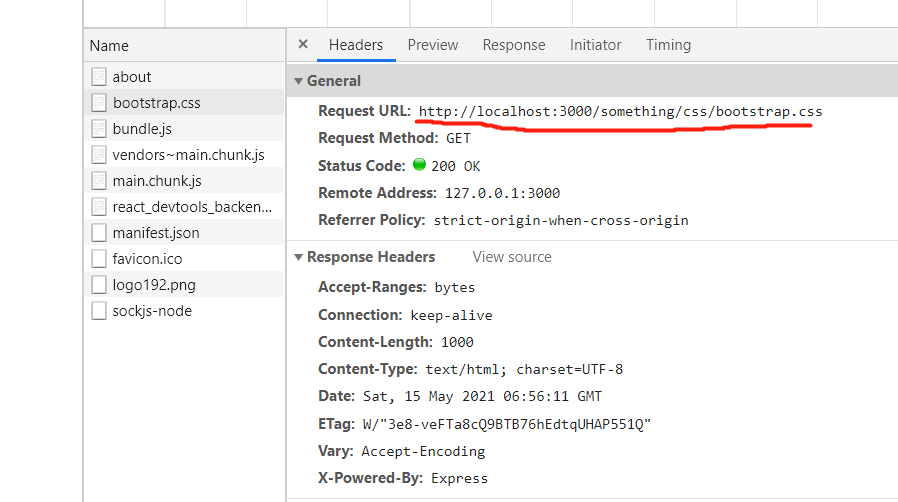 Name
about
bootstrap.css
bundle.js
vendors~main.chunk.js
main.chunk.js
react_devtools_backen...
manifest.json
favicon.ico
logo192.png
sockjs-node
× Headers Preview Response Initiator Timing
▼ General
Request URL: http://localhost:3000/something/css/bootstrap.css
Request Method: GET
Status Code: 200 OK
Remote Address: 127.0.0.1:3000
Referrer Policy: strict-origin-when-cross-origin
▼ Response Headers View source
Accept-Ranges: bytes
Connection: keep-alive
Content-Length: 1000
Content-Type: text/html; charset=UTF-8
Date: Sat, 15 May 2021 06:56:11 GMT
ETag: W/"3e8-veFTa8cQ9BTB76hEdtqUHAP551Q"
Vary: Accept-Encoding
X-Powered-By: Express